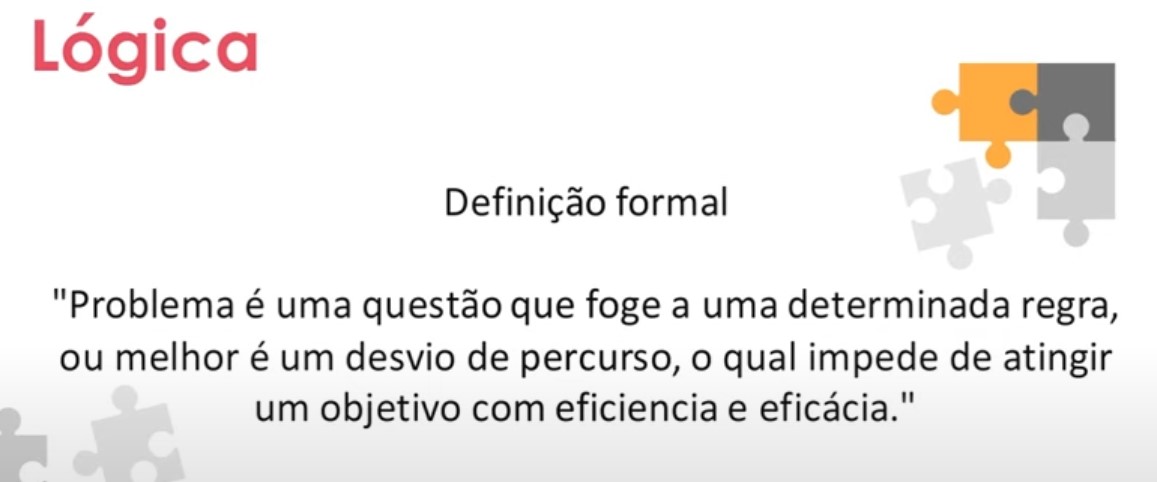 Lógica
Definição formal
"Problema é uma questão que foge a uma determinada regra,
ou melhor é um desvio de percurso, o qual impede de atingir
um objetivo com eficiencia e eficácia."